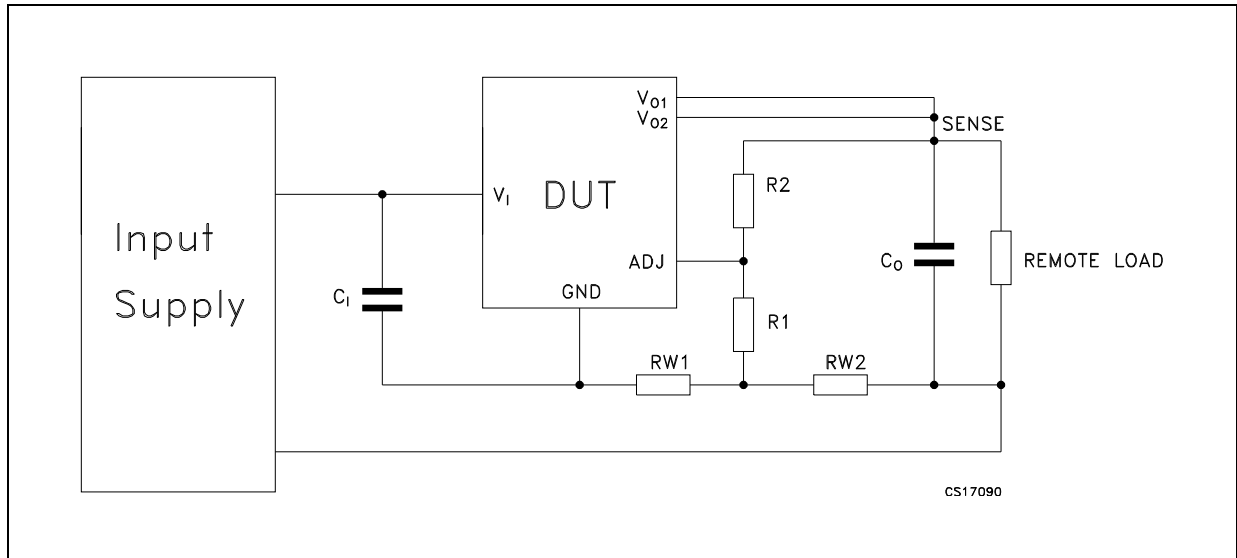 Input
Supply
C_I
V_I
DUT
V_O1
V_O2
ADJ
GND
SENSE
R2
R1
RW1
RW2
C_O
REMOTE LOAD
CS17090